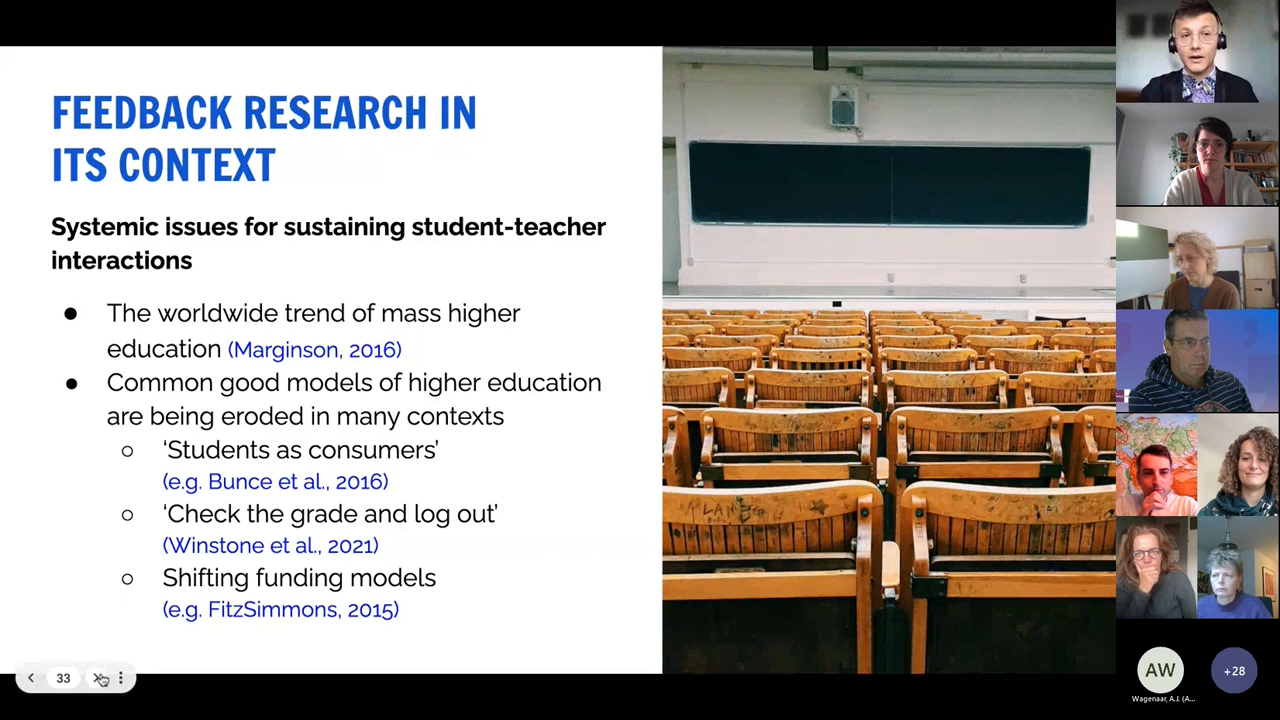 FEEDBACK RESEARCH IN
ITS CONTEXT
Systemic issues for sustaining student-teacher
interactions
● The worldwide trend of mass higher
education (Marginson, 2016)
● Common good models of higher education
are being eroded in many contexts
○ ‘Students as consumers’
(e.g. Bunce et al., 2016)
○ ‘Check the grade and log out’
(Winstone et al., 2021)
○ Shifting funding models
(e.g. FitzSimmons, 2015)
33
AW
+28
Wagenaar, A.I. (A...